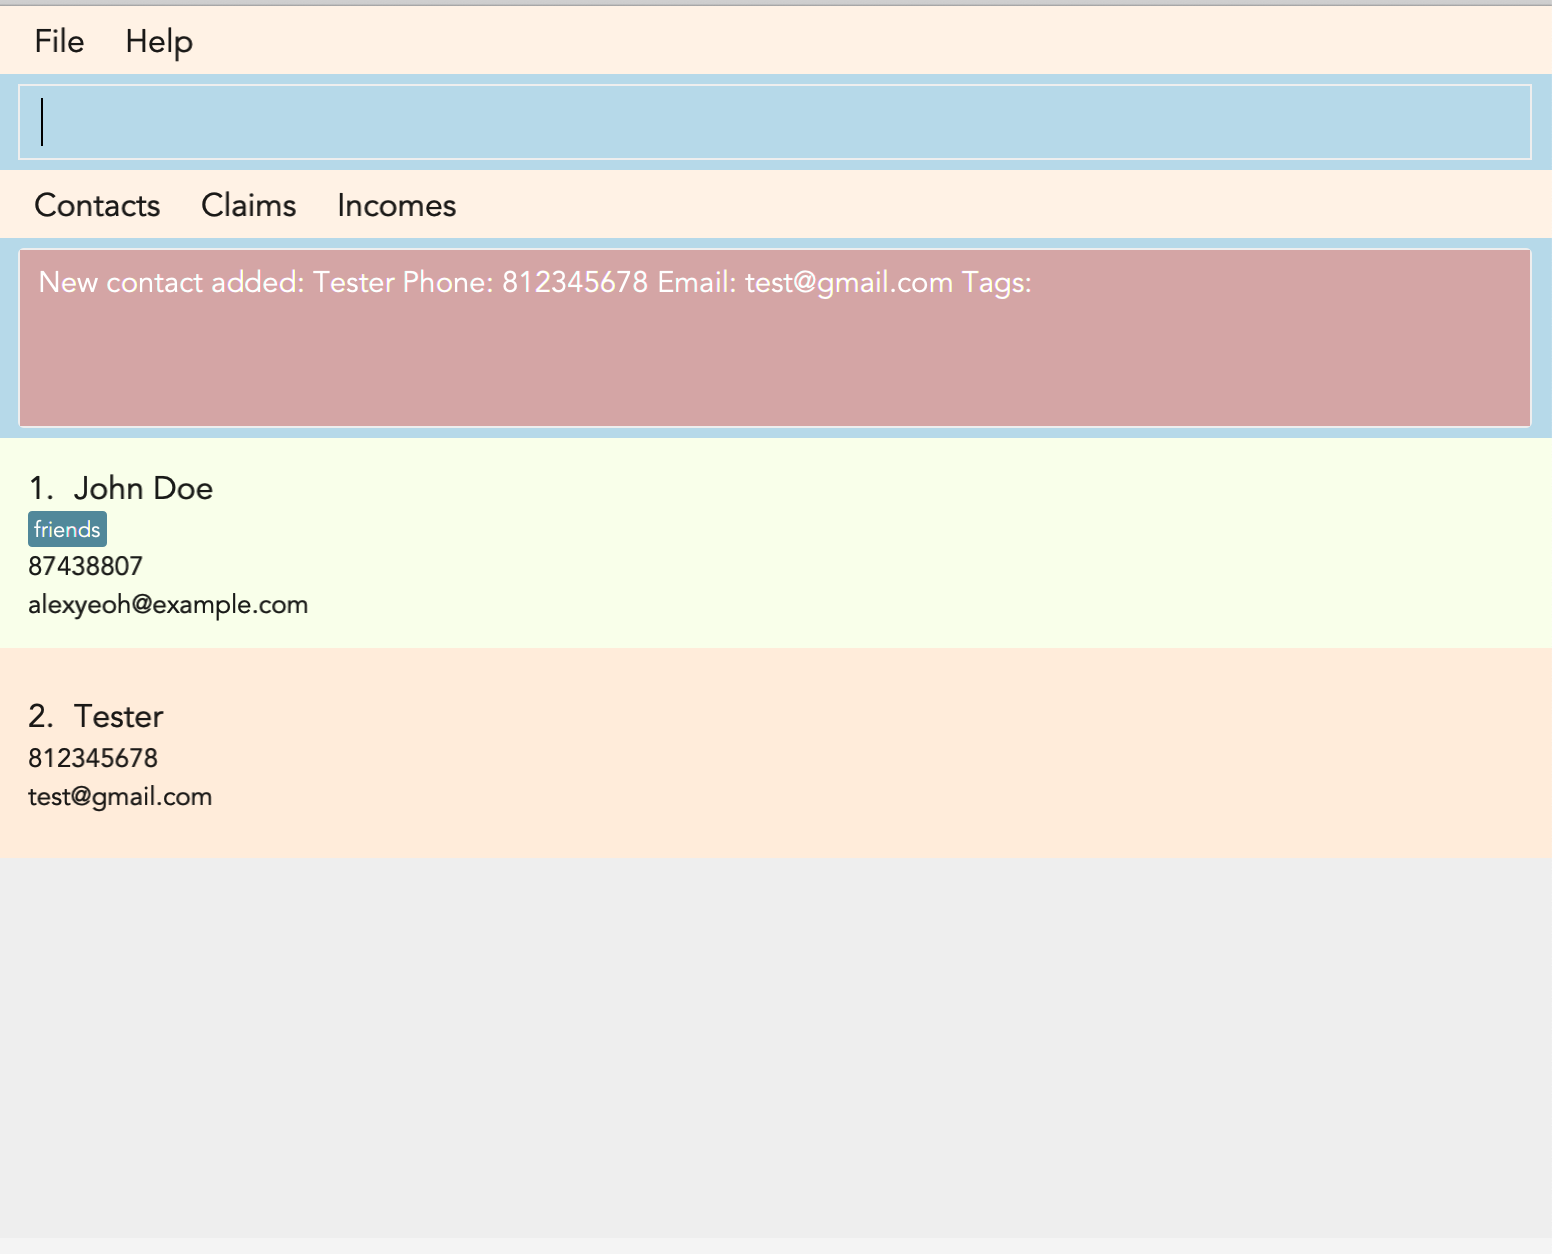 File Help
Contacts Claims Incomes
New contact added: Tester Phone: 812345678 Email: test@gmail.com Tags:
1. John Doe
friends
87438807
alexyeoh@example.com
2. Tester
812345678
test@gmail.com